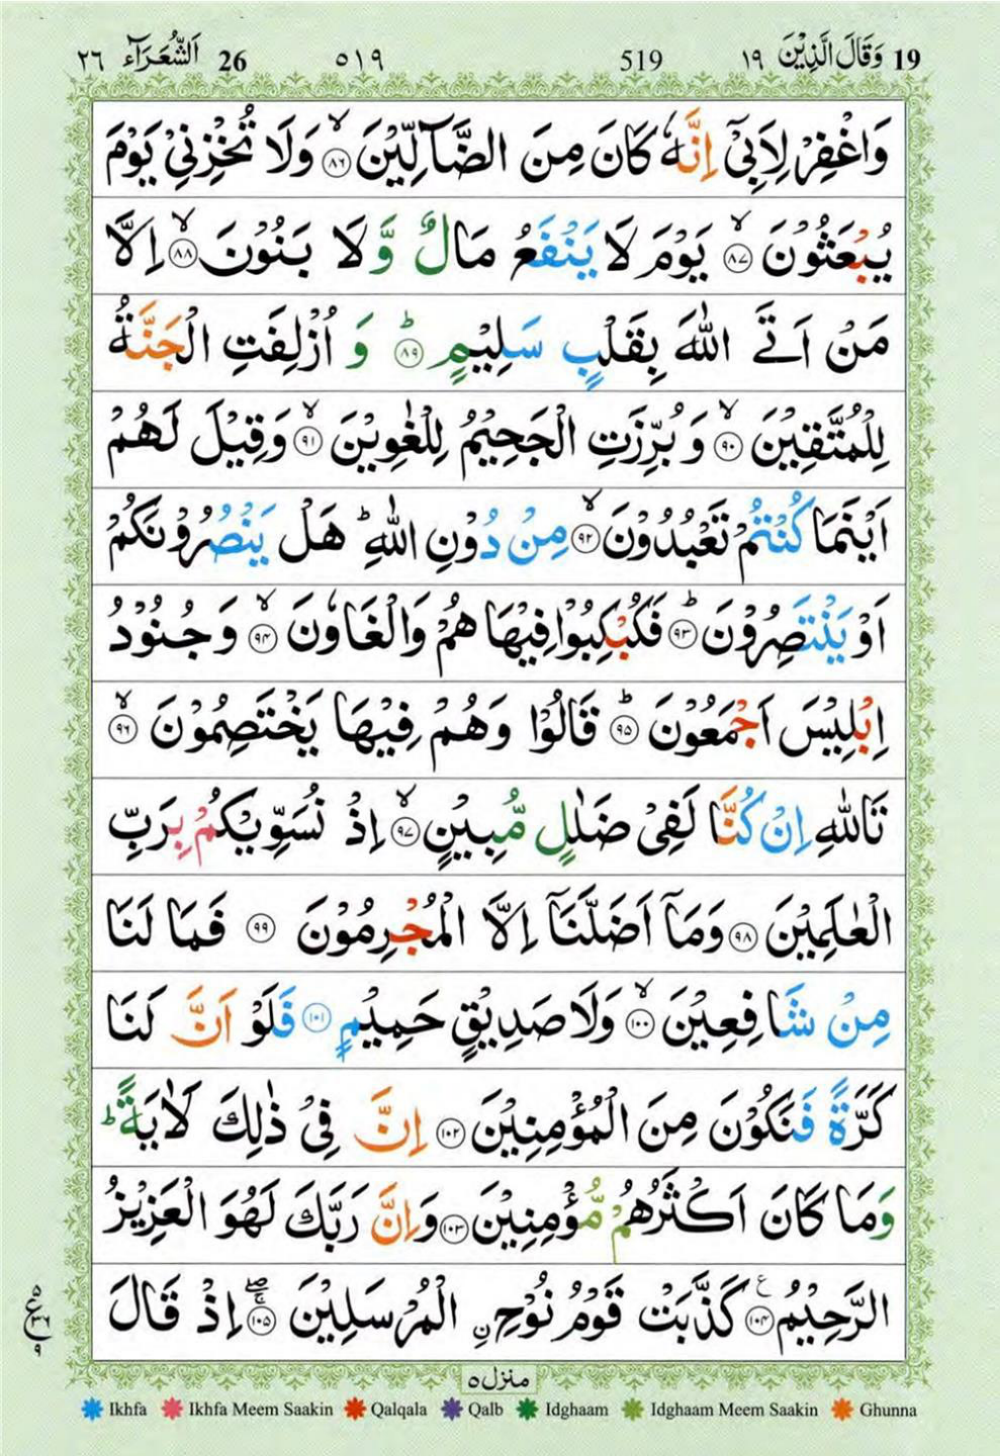 19 وَقَالَ الَّذِيْنَ ١٩ 519 ٥١٩ 26 اَلشُّعَرَآء ٢٦
وَاغْفِرْ لِاَبِيْۤ اِنَّهٗ كَانَ مِنَ الضَّآلِّيْنَ ۙ﴿٨٦﴾ وَلَا تُخْزِنِيْ يَوْمَ
يُبْعَثُوْنَ ۙ﴿٨٧﴾ يَوْمَ لَا يَنْفَعُ مَالٌ وَّلَا بَنُوْنَ ۙ﴿٨٨﴾ اِلَّا
مَنْ اَتَى اللّٰهَ بِقَلْبٍ سَلِيْمٍ ؕ﴿٨٩﴾ وَ اُزْلِفَتِ الْجَنَّةُ
لِلْمُتَّقِيْنَ ۙ﴿٩٠﴾ وَ بُرِّزَتِ الْجَحِيْمُ لِلْغٰوِيْنَ ۙ﴿٩١﴾ وَقِيْلَ لَهُمْ
اَيْنَمَا كُنْتُمْ تَعْبُدُوْنَ ۙ﴿٩٢﴾ مِنْ دُوْنِ اللّٰهِ ؕ هَلْ يَنْصُرُوْنَكُمْ
اَوْ يَنْتَصِرُوْنَ ؕ﴿٩٣﴾ فَكُبْكِبُوْا فِيْهَا هُمْ وَالْغَاوٗنَ ۙ﴿٩٤﴾ وَ جُنُوْدُ
اِبْلِيْسَ اَجْمَعُوْنَ ؕ﴿٩٥﴾ قَالُوْا وَهُمْ فِيْهَا يَخْتَصِمُوْنَ ۙ﴿٩٦﴾
تَاللّٰهِ اِنْ كُنَّا لَفِيْ ضَلٰلٍ مُّبِيْنٍ ۙ﴿٩٧﴾ اِذْ نُسَوِّيْكُمْ بِرَبِّ
الْعٰلَمِيْنَ ﴿٩٨﴾ وَمَاۤ اَضَلَّنَاۤ اِلَّا الْمُجْرِمُوْنَ ﴿٩٩﴾ فَمَا لَنَا
مِنْ شَافِعِيْنَ ۙ﴿١٠٠﴾ وَلَا صَدِيْقٍ حَمِيْمٍ ﴿١٠١﴾ فَلَوْ اَنَّ لَنَا
كَرَّةً فَنَكُوْنَ مِنَ الْمُؤْمِنِيْنَ ﴿١٠٢﴾ اِنَّ فِيْ ذٰلِكَ لَاٰيَةً ؕ
وَمَا كَانَ اَكْثَرُهُمْ مُّؤْمِنِيْنَ ﴿١٠٣﴾ وَاِنَّ رَبَّكَ لَهُوَ الْعَزِيْزُ
الرَّحِيْمُ ﴿١٠٤﴾ ع كَذَّبَتْ قَوْمُ نُوْحِ ِ۟نِ الْمُرْسَلِيْنَ ۚۖ﴿١٠٥﴾ اِذْ قَالَ
٥ ع ٣٦ ٩
منزل ٥
Ikhfa Ikhfa Meem Saakin Qalqala Qalb Idghaam Idghaam Meem Saakin Ghunna